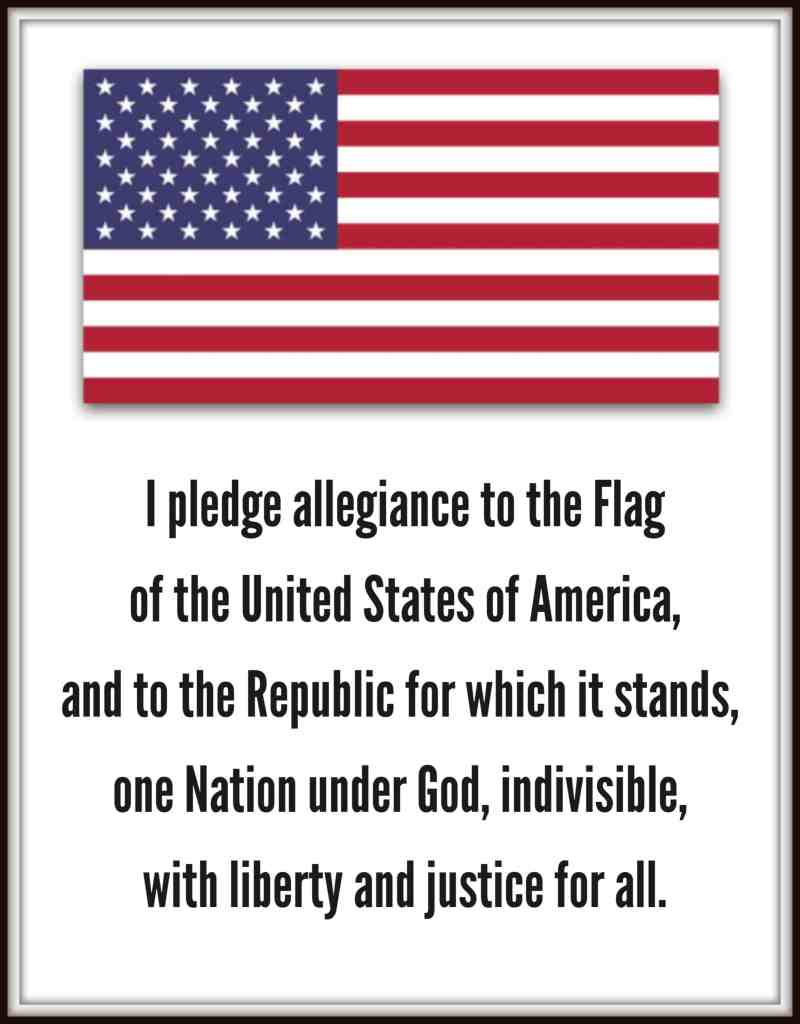 I pledge allegiance to the Flag
of the United States of America,
and to the Republic for which it stands,
one Nation under God, indivisible,
with liberty and justice for all.